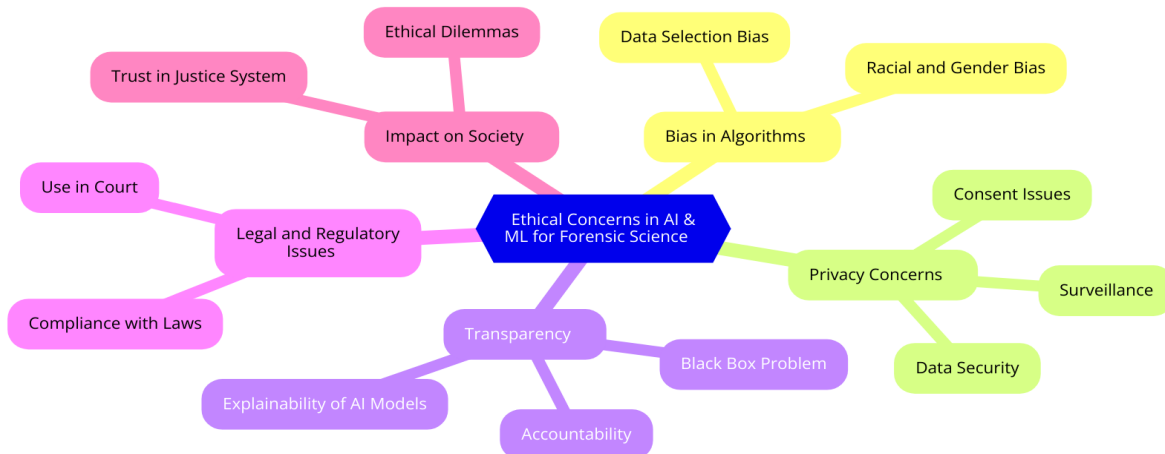 Ethical Dilemmas
Data Selection Bias
Trust in Justice System
Racial and Gender Bias
Impact on Society
Bias in Algorithms
Use in Court
Consent Issues
Ethical Concerns in AI &
ML for Forensic Science
Legal and Regulatory
Issues
Privacy Concerns
Surveillance
Compliance with Laws
Transparency
Black Box Problem
Data Security
Explainability of AI Models
Accountability